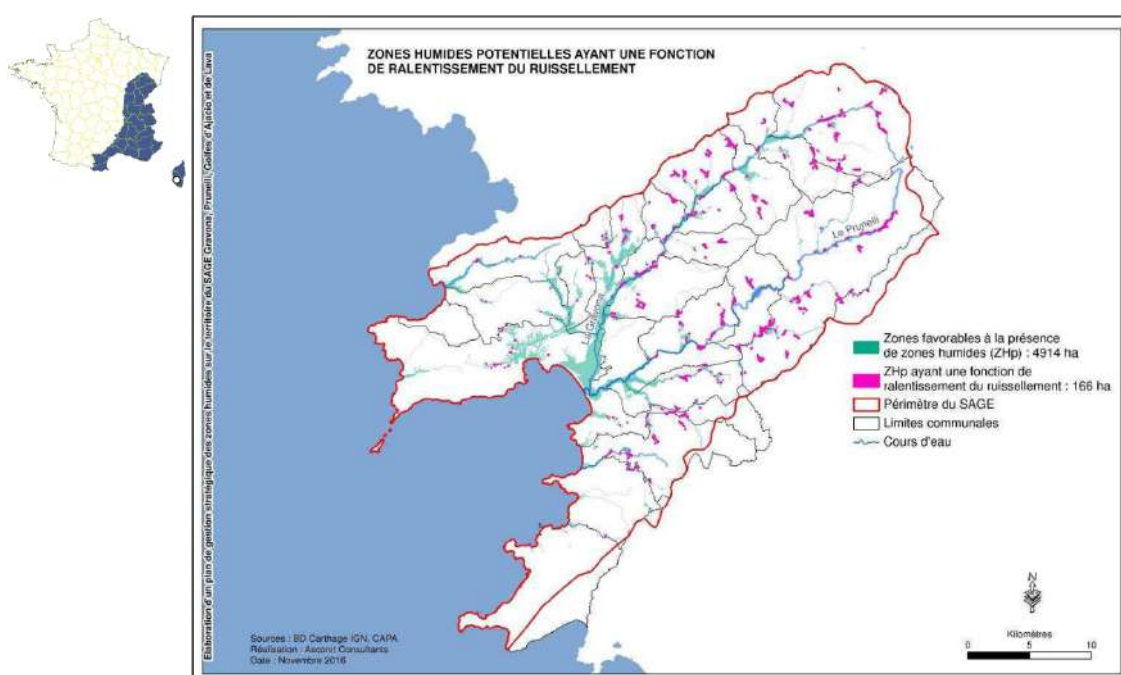 ZONES HUMIDES POTENTIELLES AYANT UNE FONCTION
DE RALENTISSEMENT DU RUISSELLEMENT
Elaboration d'un plan de gestion stratégique des zones humides sur le territoire du SAGE Gravona, Prunelli, Golfes d'Ajacio et de Lava
Le Prunelli
Gravona
Zones favorables à la présence
de zones humides (ZHp) : 4914 ha
ZHp ayant une fonction de
ralentissement du ruissellement : 166 ha
Périmètre du SAGE
Limites communales
Cours d'eau
N
Kilomètres
0 5 10
Sources : BD Carthage IGN, CAPA
Réalisation : Asconit Consultants
Date : Novembre 2016